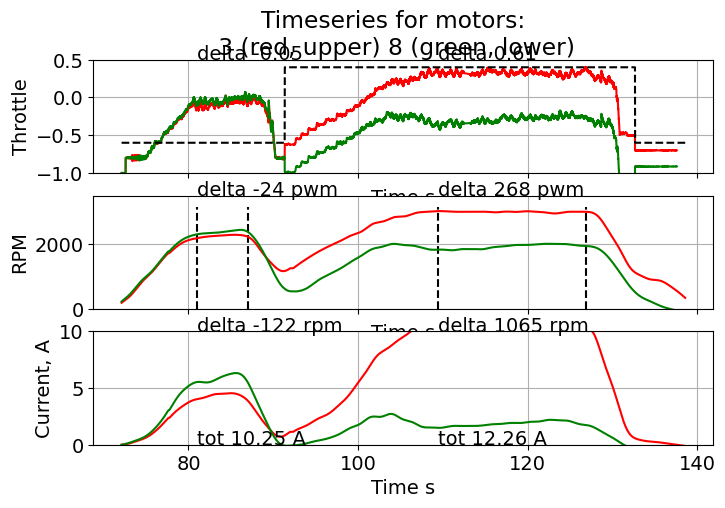 Timeseries for motors:
3 (red, upper) 8 (green, lower)
delta -0.05
delta 0.61
Throttle
0.5
0.0
−0.5
−1.0
Time s
delta -24 pwm
delta 268 pwm
RPM
2000
0
Time s
delta -122 rpm
delta 1065 rpm
Current, A
10
5
0
tot 10.25 A
tot 12.26 A
80
100
120
140
Time s